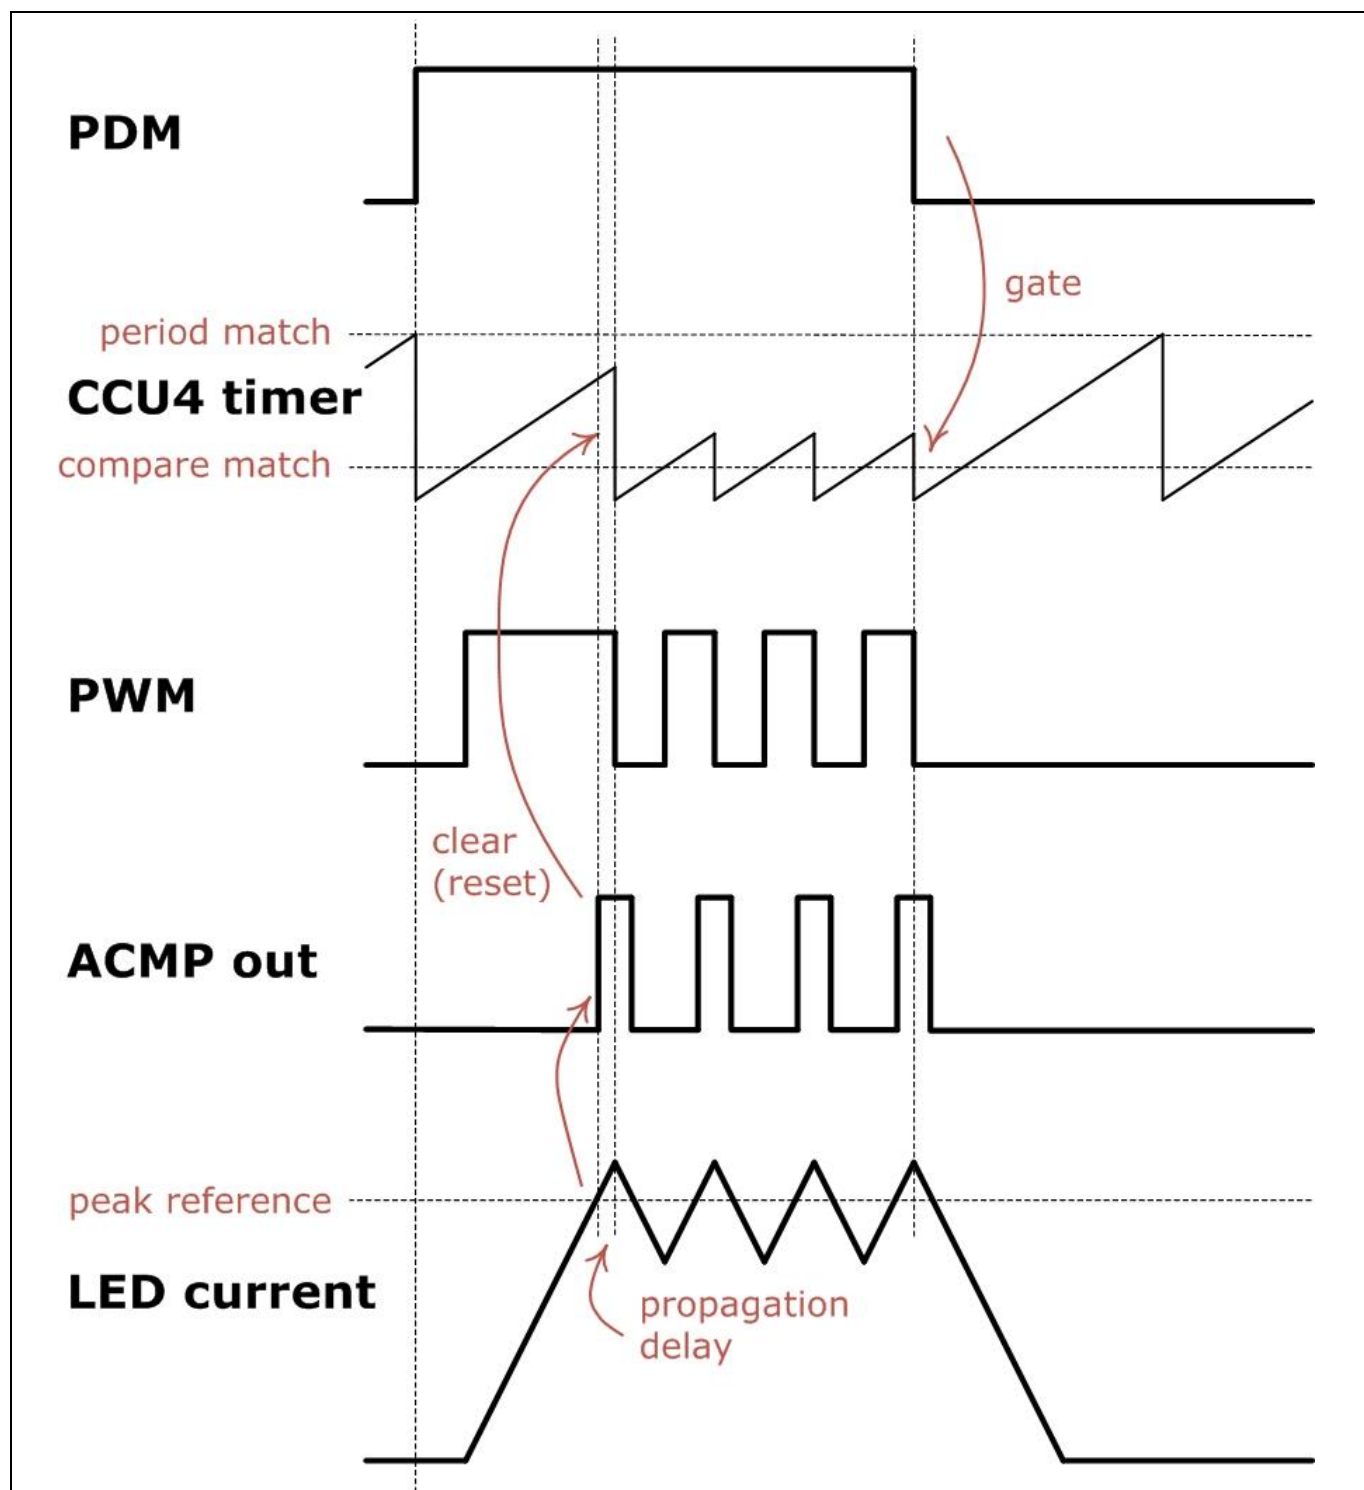 PDM
gate
period match
CCU4 timer
compare match
PWM
clear
(reset)
ACMP out
peak reference
LED current
propagation
delay